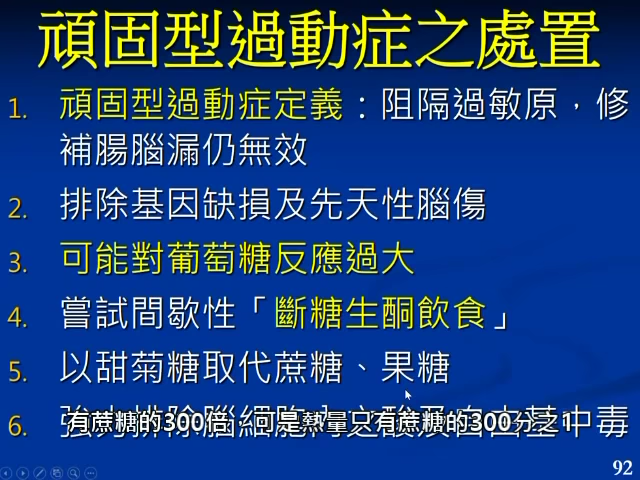 頑固型過動症之處置
1. 頑固型過動症定義：阻隔過敏原，修
補腸腦漏仍無效
2. 排除基因缺損及先天性腦傷
3. 可能對葡萄糖反應過大
4. 嘗試間歇性「斷糖生酮飲食」
5. 以甜菊糖取代蔗糖、果糖
6.
中毒
有蔗糖的300倍，可是熱量只有蔗糖的300分之1
92